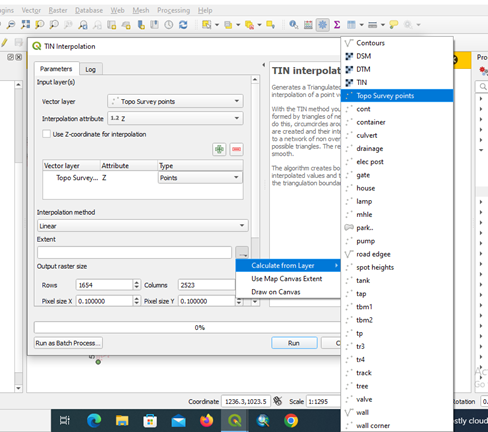 ugins Vector Raster Database Web Mesh Processing Help
TIN Interpolation
Parameters Log
Input layer(s)
Vector layer Topo Survey points
Interpolation attribute 1.2 Z
Use Z-coordinate for interpolation
Vector layer Attribute Type
Topo Survey... Z Points
Interpolation method
Linear
Extent
...
Output raster size
Rows 1654 Columns 2523
Pixel size X 0.100000 Pixel size Y 0.100000
0%
Run as Batch Process... Run C
TIN interpolat
Generates a Triangulated
interpolation of a point v
With the TIN method you
formed by triangles of ne
do this, circumcircles arou
are created and their inte
to a network of non over
possible triangles. The re
smooth.
The algorithm creates bo
interpolated values and t
the triangulation boundar
Calculate from Layer
Use Map Canvas Extent
Draw on Canvas
Contours
DSM
DTM
TIN
Topo Survey points
cont
container
culvert
drainage
elec post
gate
house
lamp
mhle
park..
pump
road edgee
spot heights
tank
tap
tbm1
tbm2
tp
tr3
tr4
track
tree
valve
wall
wall corner
Pro
Coordinate 1236.3,1023.5 Scale 1:1295
Rotation 0.
ostly cloud